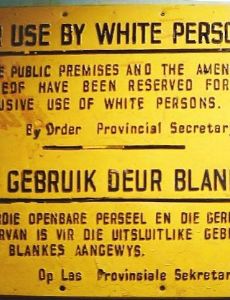 USE BY WHITE PERSO
PUBLIC PREMISES AND THE AMEN
EOF HAVE BEEN RESERVED FOR
USIVE USE OF WHITE PERSONS.
By Order Provincial Secretar
GEBRUIK DEUR BLAN
RDIE OPENBARE PERSEEL EN DIE GERI
RVAN IS VIR DIE UITSLUITLIKE GEB
BLANKES AANGEWYS.
Op Las Provinsiale Sekretar